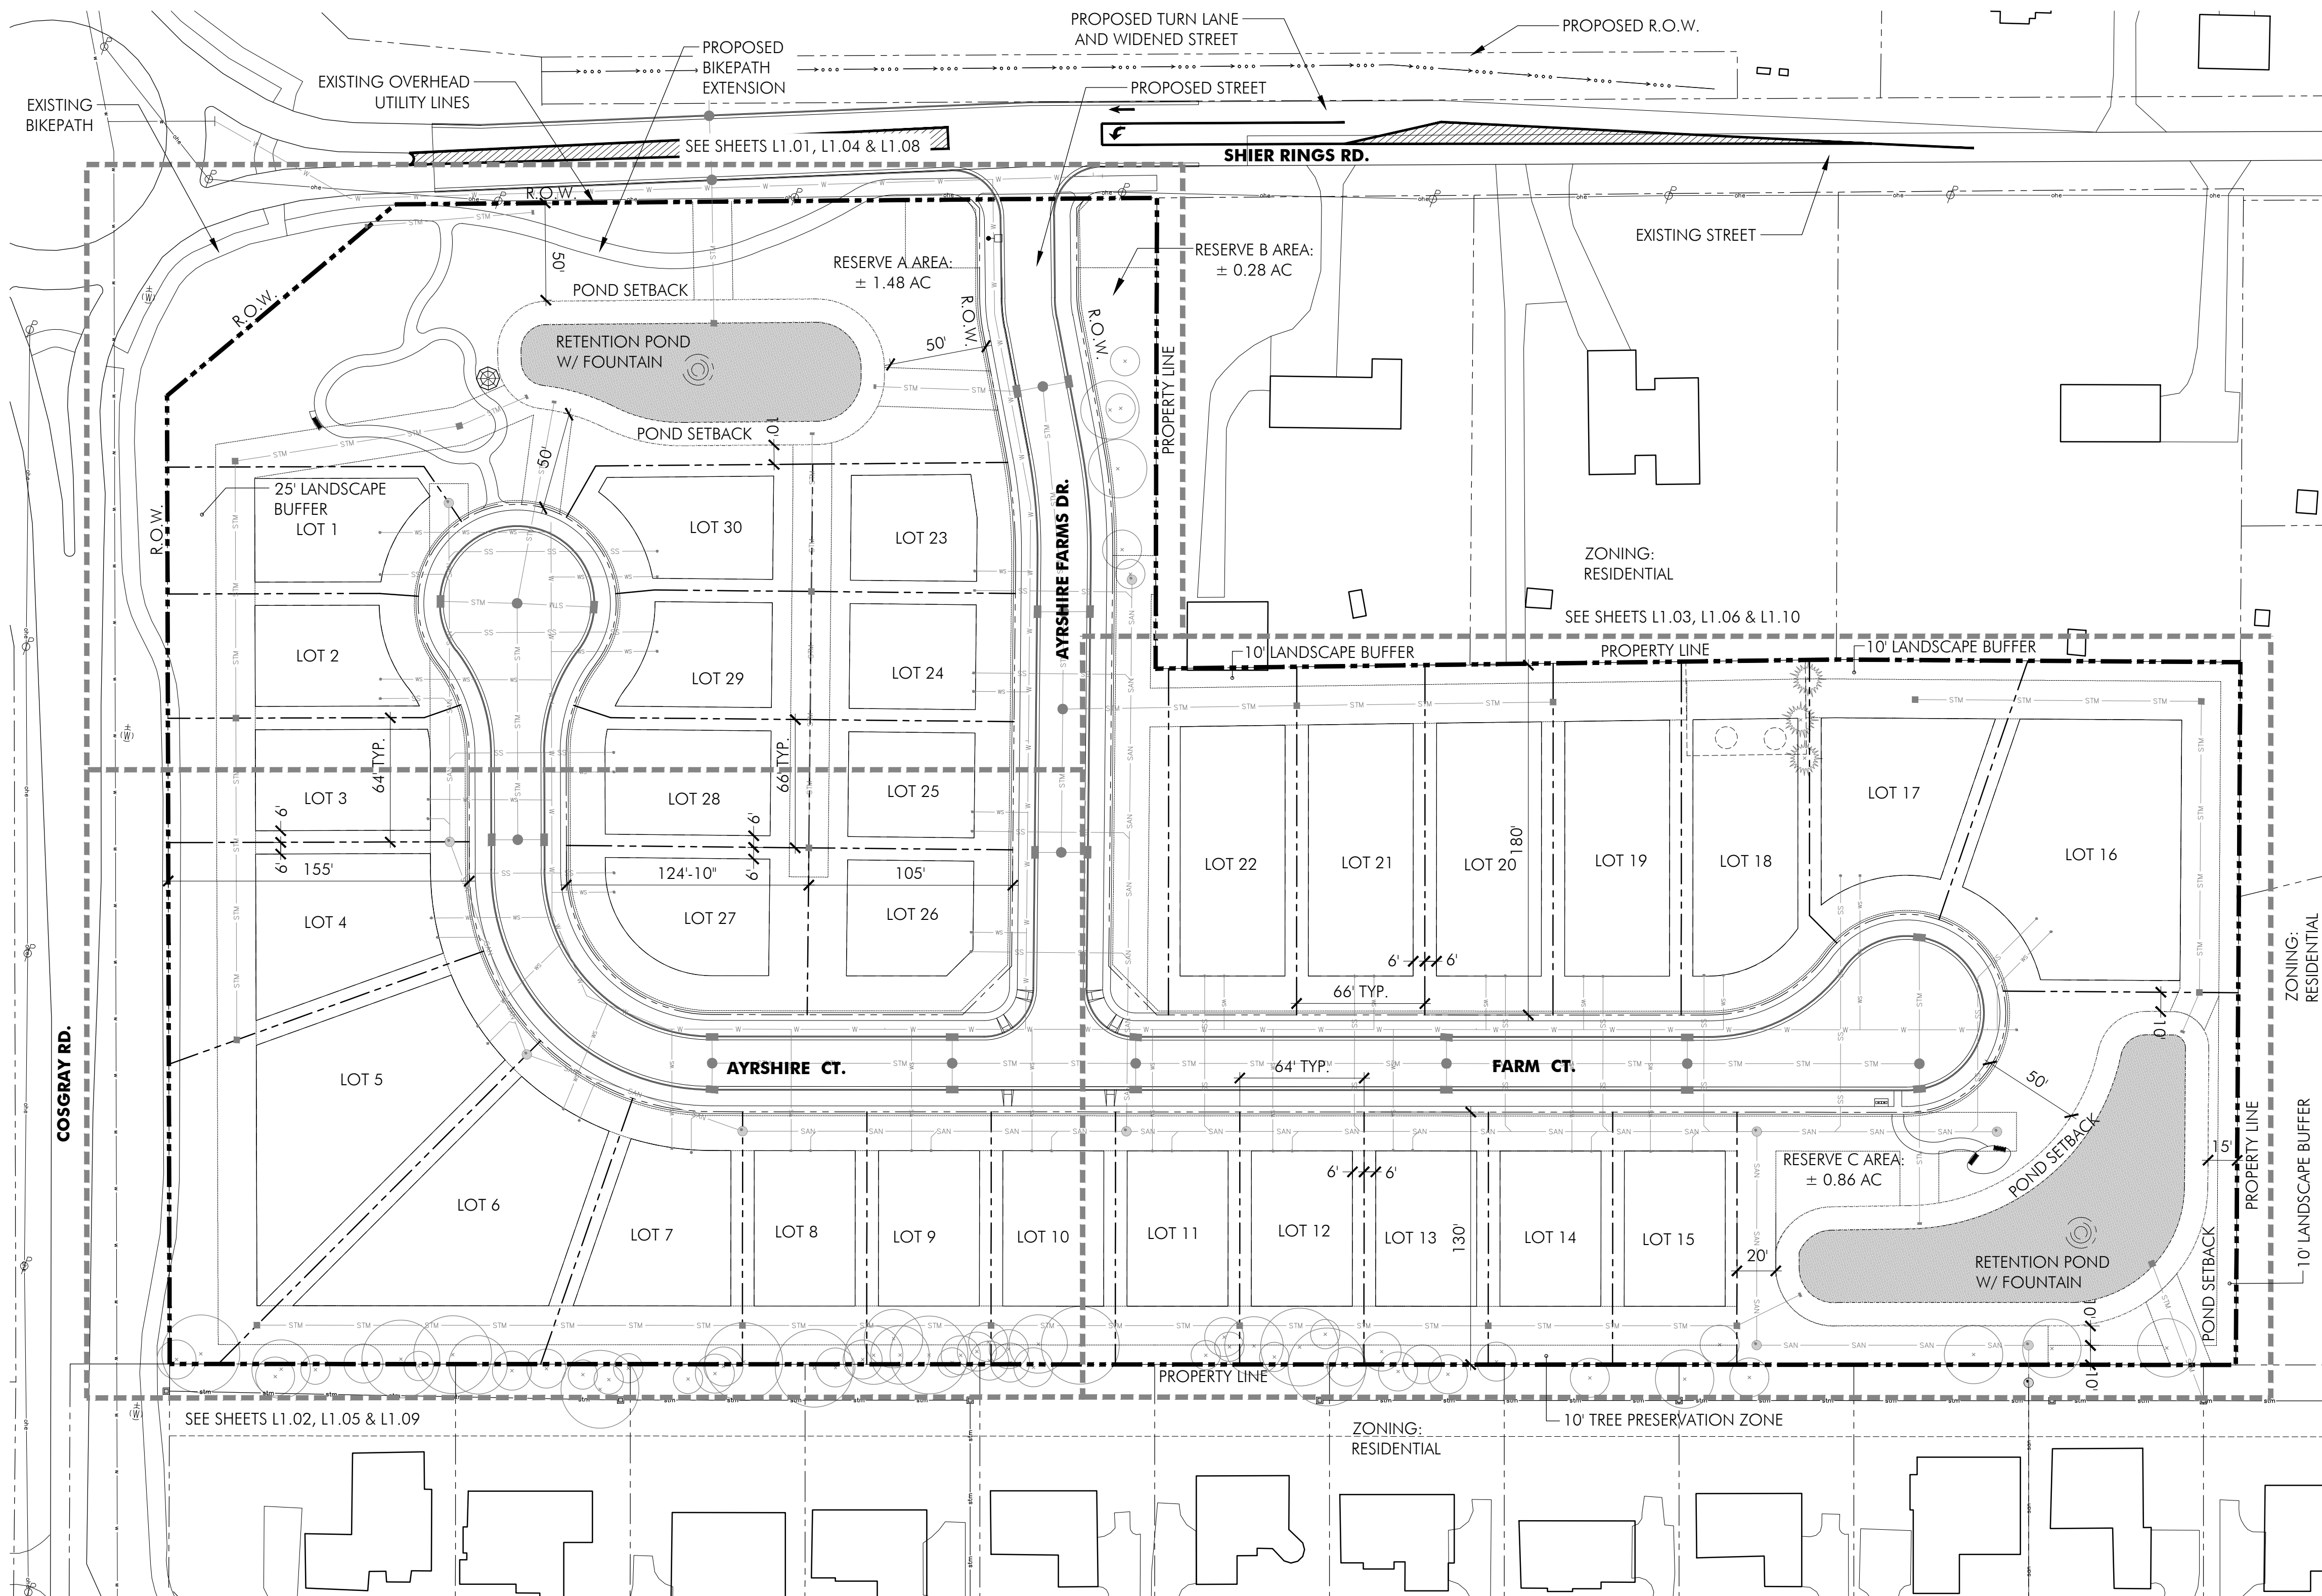 PROPOSED TURN LANE
AND WIDENED STREET
PROPOSED R.O.W.
PROPOSED
BIKEPATH
EXTENSION
EXISTING OVERHEAD
UTILITY LINES
PROPOSED STREET
EXISTING
BIKEPATH
SEE SHEETS L1.01, L1.04 & L1.08
SHIER RINGS RD.
R.O.W.
EXISTING STREET
RESERVE A AREA:
± 1.48 AC
RESERVE B AREA:
± 0.28 AC
50'
POND SETBACK
R.O.W.
R.O.W.
R.O.W.
RETENTION POND
W/ FOUNTAIN
50'
PROPERTY LINE
POND SETBACK
10'
50'
25' LANDSCAPE
BUFFER
R.O.W.
LOT 1
LOT 30
LOT 23
AYRSHIRE FARMS DR.
ZONING:
RESIDENTIAL
SEE SHEETS L1.03, L1.06 & L1.10
LOT 2
LOT 29
LOT 24
10' LANDSCAPE BUFFER
PROPERTY LINE
10' LANDSCAPE BUFFER
64' TYP.
66' TYP.
LOT 3
LOT 28
LOT 25
LOT 17
6'
6'
6'
6'
155'
124'-10"
105'
180'
LOT 22
LOT 21
LOT 20
LOT 19
LOT 18
LOT 16
LOT 4
LOT 27
LOT 26
6'
6'
66' TYP.
ZONING:
RESIDENTIAL
10'
COSGRAY RD.
LOT 5
AYRSHIRE CT.
64' TYP.
FARM CT.
50'
POND SETBACK
15'
PROPERTY LINE
10' LANDSCAPE BUFFER
6'
6'
RESERVE C AREA:
± 0.86 AC
LOT 6
LOT 7
LOT 8
LOT 9
LOT 10
LOT 11
LOT 12
LOT 13
130'
LOT 14
LOT 15
20'
RETENTION POND
W/ FOUNTAIN
POND SETBACK
10'
10'
PROPERTY LINE
SEE SHEETS L1.02, L1.05 & L1.09
10' TREE PRESERVATION ZONE
ZONING:
RESIDENTIAL